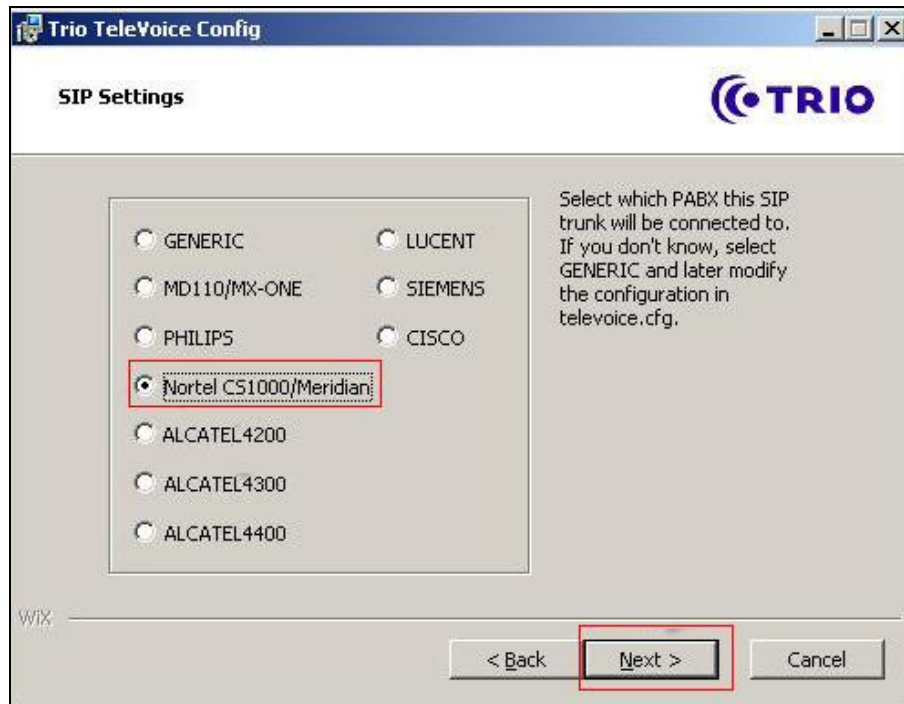 Trio TeleVoice Config
SIP Settings
TRIO
GENERIC
MD110/MX-ONE
PHILIPS
Nortel CS1000/Meridian
ALCATEL4200
ALCATEL4300
ALCATEL4400
LUCENT
SIEMENS
CISCO
Select which PABX this SIP
trunk will be connected to.
If you don't know, select
GENERIC and later modify
the configuration in
televoice.cfg.
WiX
< Back
Next >
Cancel